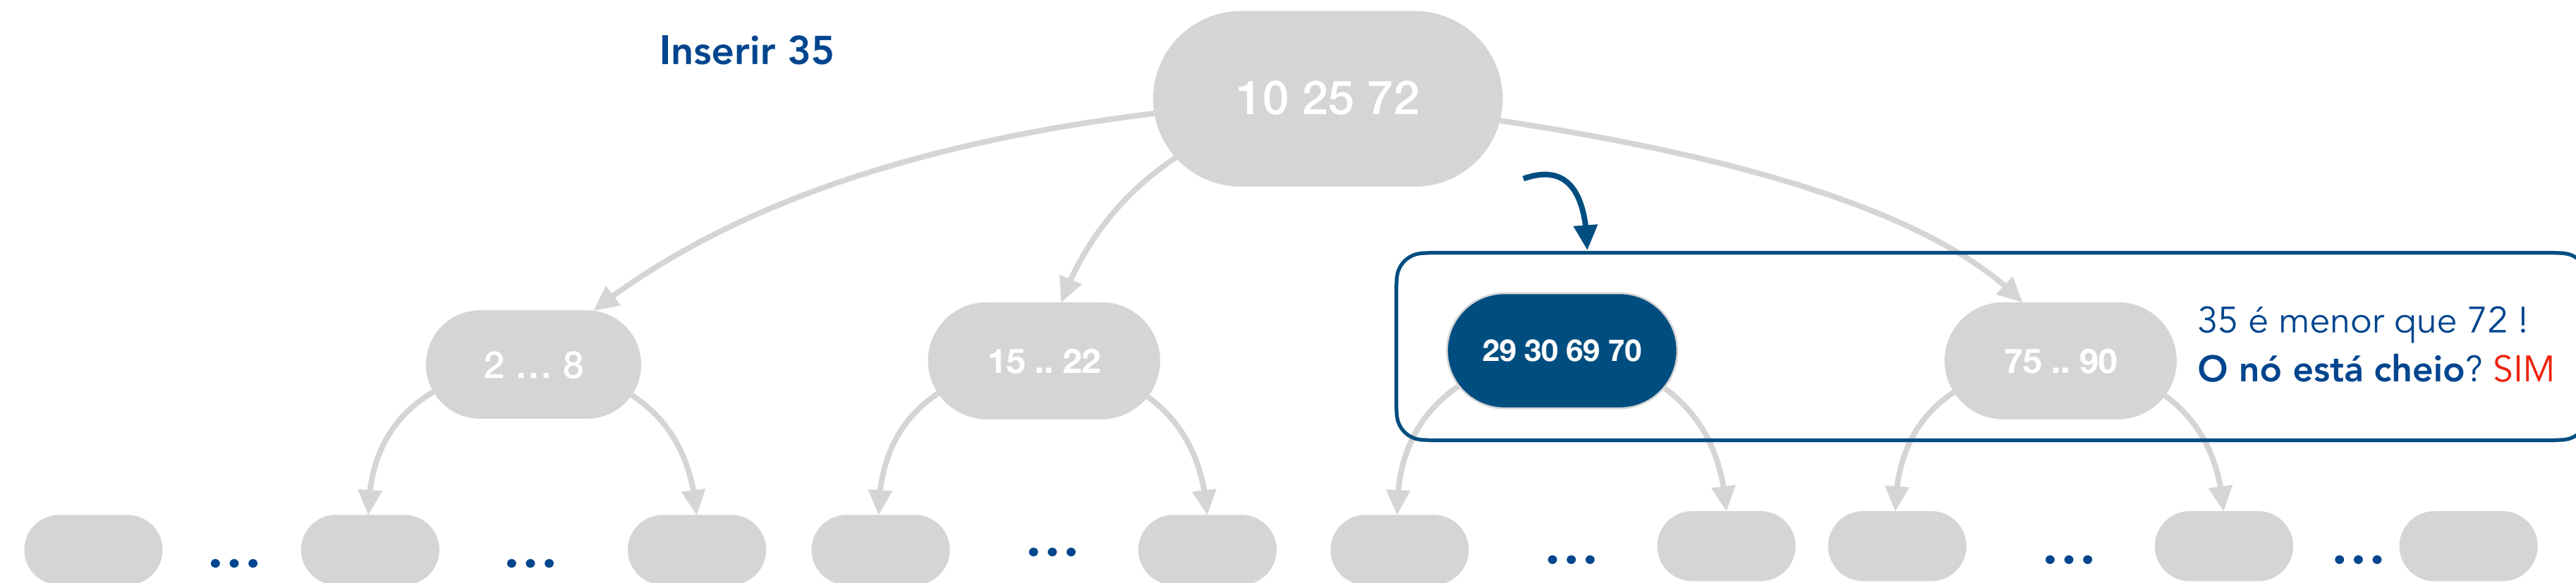 Inserir 35
10 25 72
2 ... 8
15 .. 22
29 30 69 70
75 .. 90
35 é menor que 72 !
O nó está cheio? SIM
... ... ... ... ... ...